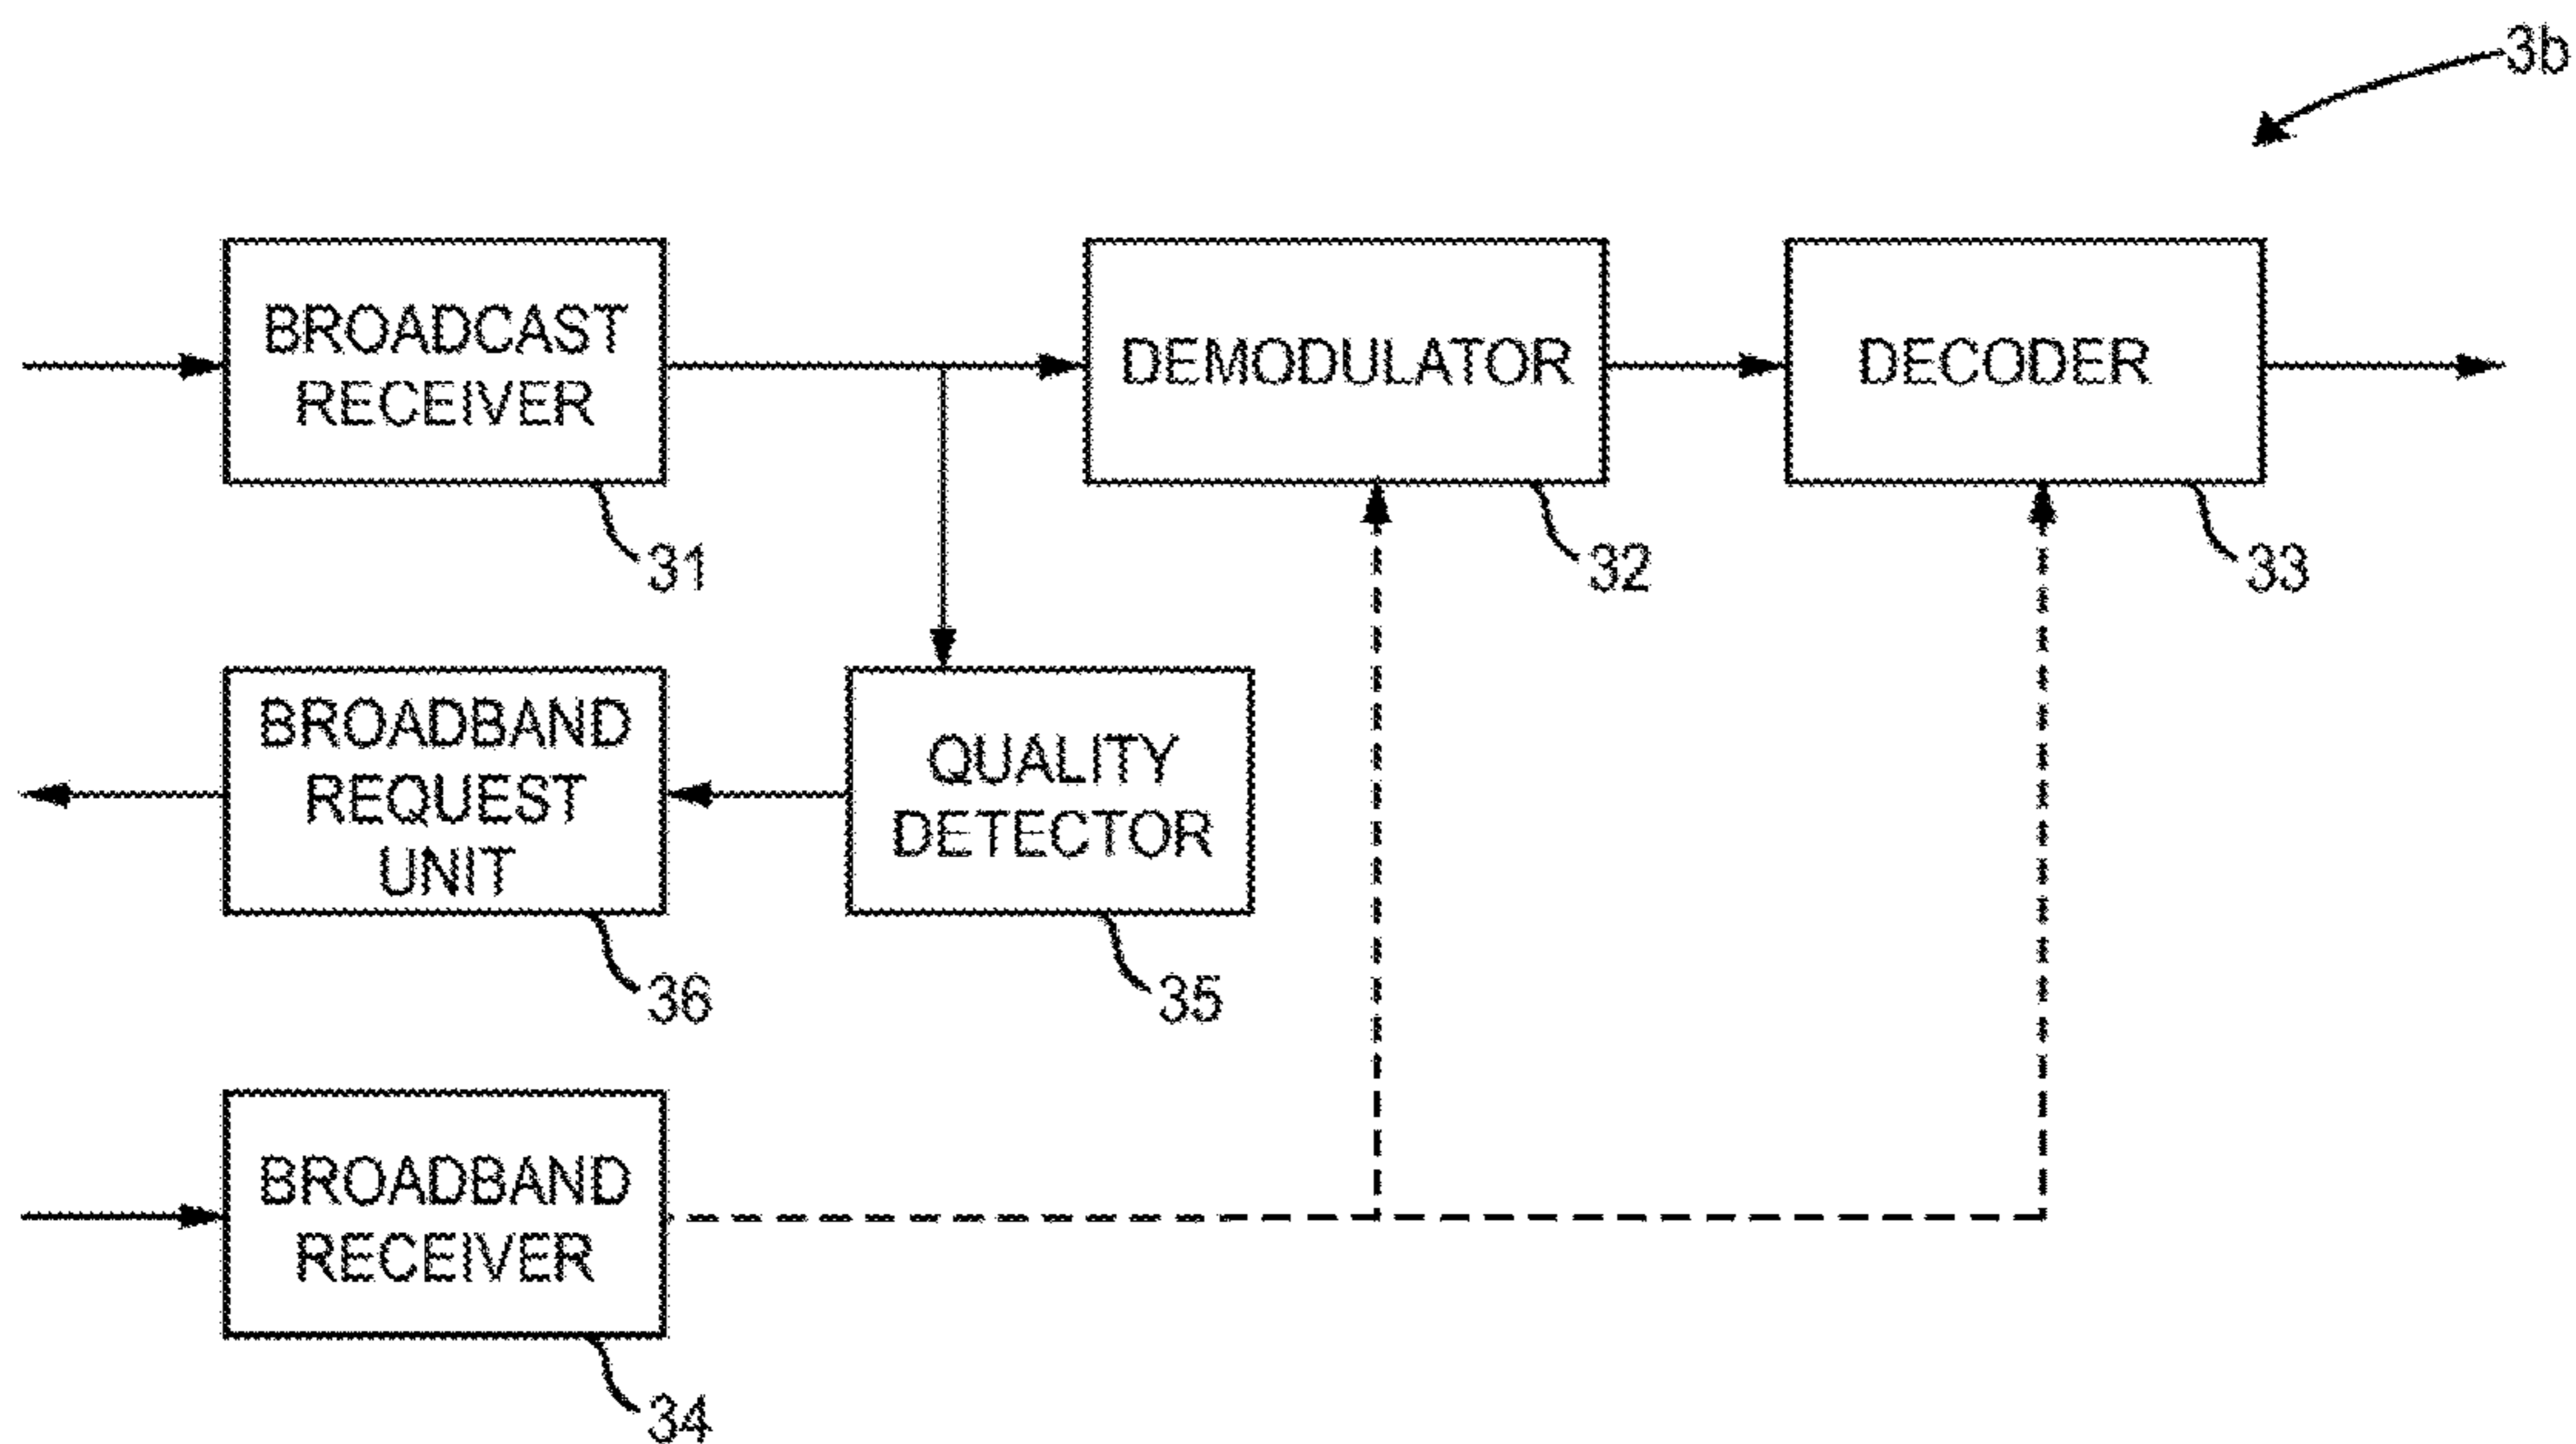 3b
BROADCAST
RECEIVER
31
DEMODULATOR
32
DECODER
33
BROADBAND
REQUEST
UNIT
36
QUALITY
DETECTOR
35
BROADBAND
RECEIVER
34